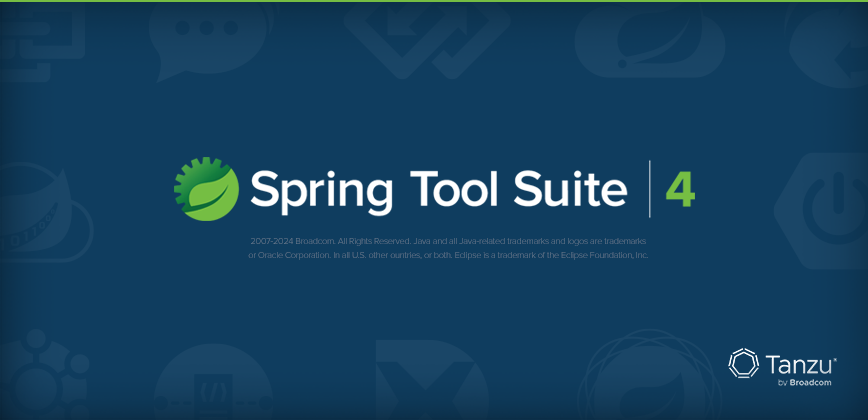 Spring Tool Suite | 4
2007-2024 Broadcom. All Rights Reserved. Java and all Java-related trademarks and logos are trademarks
or Oracle Corporation. In all U.S. other ountries, or both. Eclipse is a trademark of the Eclipse Foundation, Inc.
Tanzu®
by Broadcom